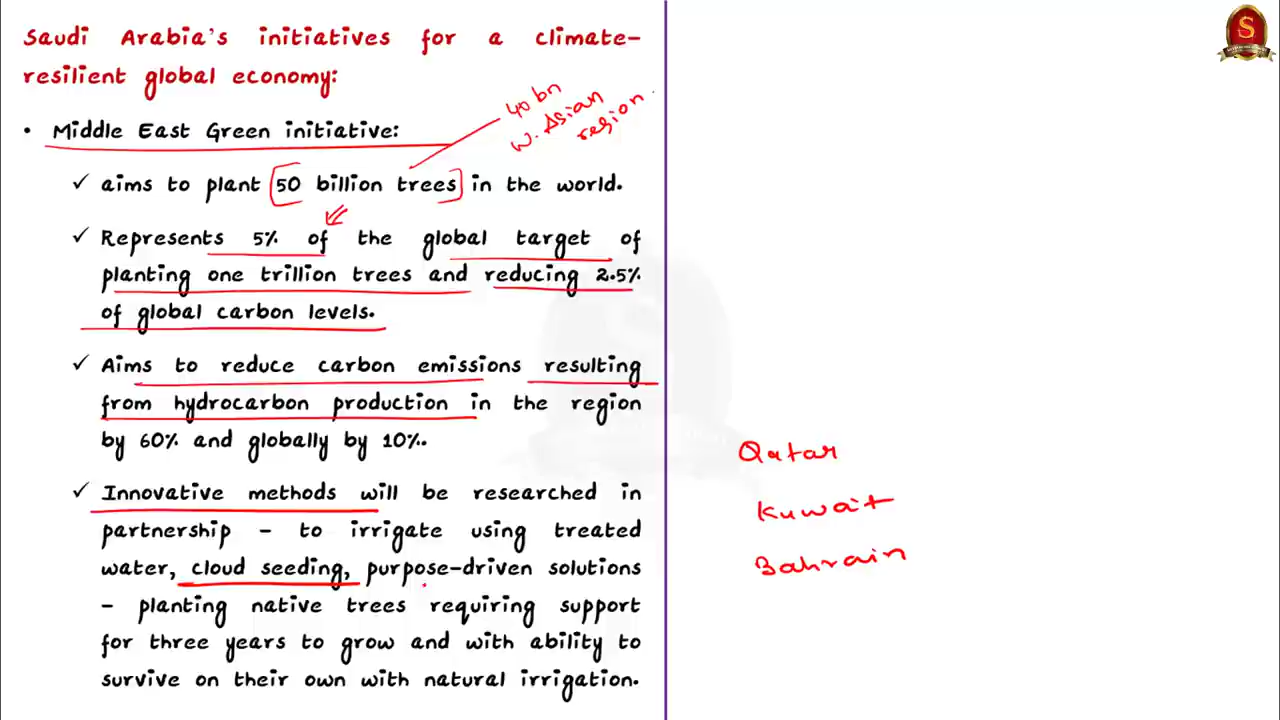 Saudi Arabia's initiatives for a climate-
resilient global economy:
40 bn
W. Asian
region
• Middle East Green initiative:
✓ aims to plant 50 billion trees in the world.
✓ Represents 5% of the global target of
planting one trillion trees and reducing 2.5%
of global carbon levels.
✓ Aims to reduce carbon emissions resulting
from hydrocarbon production in the region
by 60% and globally by 10%.
✓ Innovative methods will be researched in
partnership - to irrigate using treated
water, cloud seeding, purpose-driven solutions
- planting native trees requiring support
for three years to grow and with ability to
survive on their own with natural irrigation.
Qatar
Kuwait
Bahrain
S